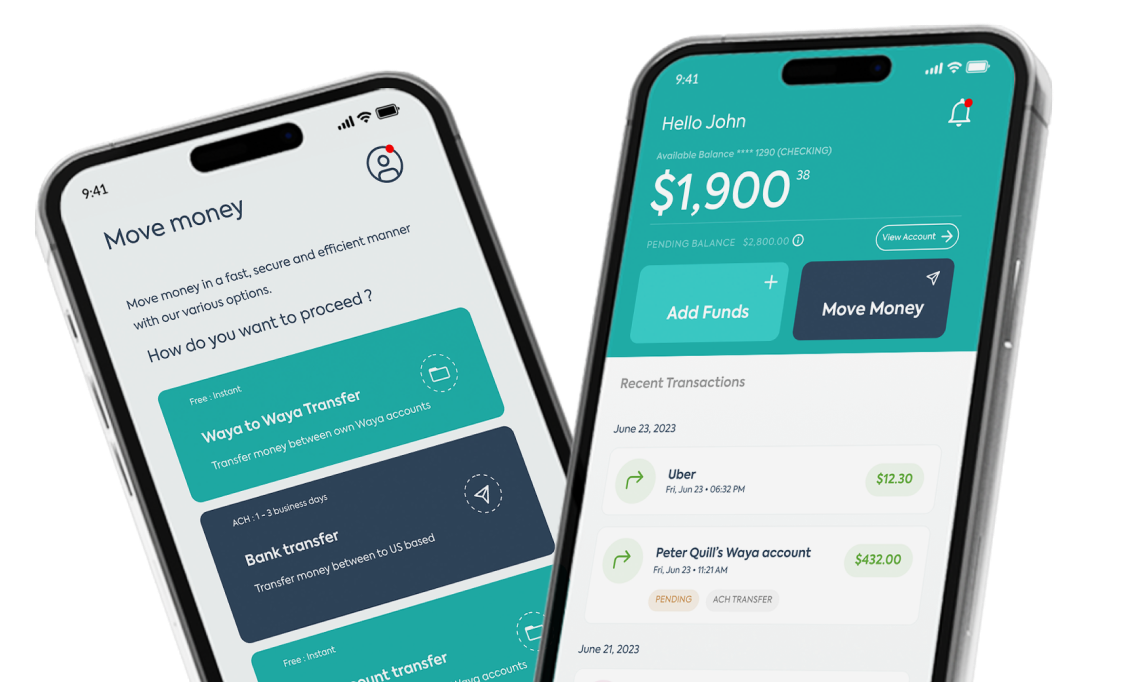 9:41
Move money
Move money in a fast, secure and efficient manner
with our various options.
How do you want to proceed ?
Free : Instant
Waya to Waya Transfer
Transfer money between own Waya accounts
ACH : 1 - 3 business days
Bank transfer
Transfer money between to US based
Free : Instant
transfer
accounts
9:41
Hello John
Available Balance **** 1290 (CHECKING)
$1,900 38
PENDING BALANCE $2,800.00
View Account
Add Funds
Move Money
Recent Transactions
June 23, 2023
Uber
Fri, Jun 23 • 06:32 PM
$12.30
Peter Quill's Waya account
Fri, Jun 23 • 11:21 AM
$432.00
PENDING
ACH TRANSFER
June 21, 2023